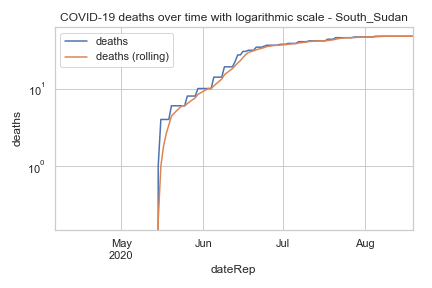 COVID-19 deaths over time with logarithmic scale - South_Sudan
deaths
deaths (rolling)
10¹
10⁰
deaths
May
2020
Jun
Jul
Aug
dateRep